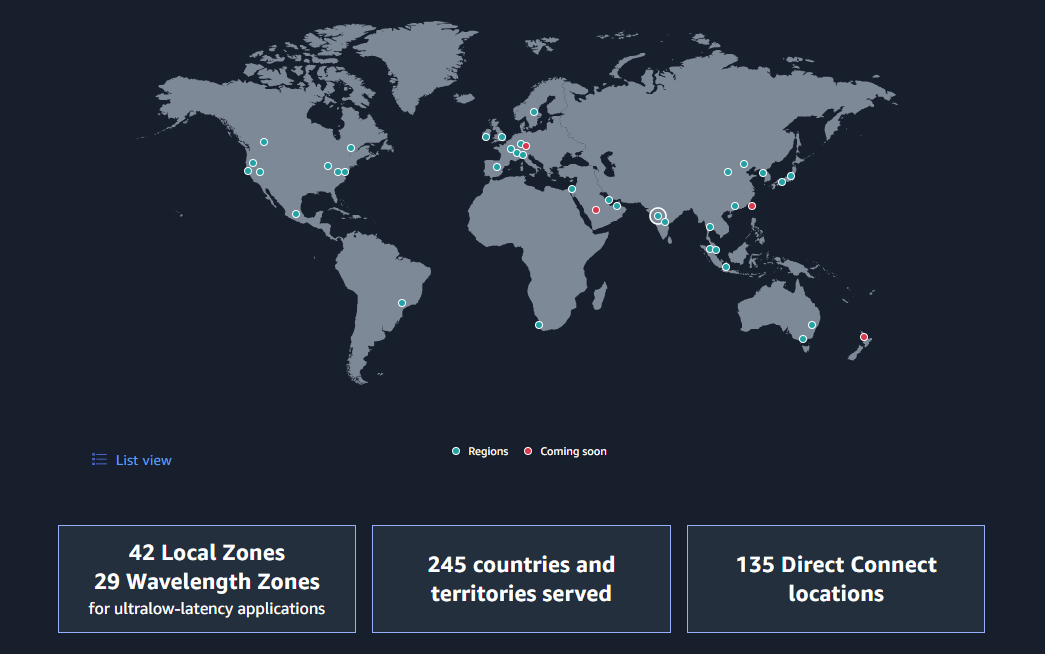 List view
Regions
Coming soon
42 Local Zones
29 Wavelength Zones
for ultralow-latency applications
245 countries and
territories served
135 Direct Connect
locations